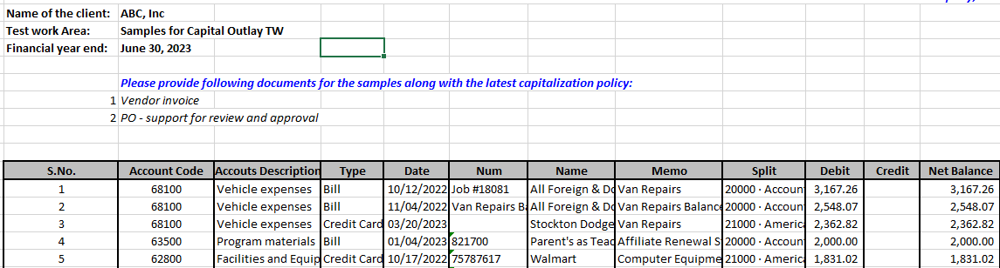 Name of the client: ABC, Inc
Test work Area: Samples for Capital Outlay TW
Financial year end: June 30, 2023
Please provide following documents for the samples along with the latest capitalization policy:
1 Vendor invoice
2 PO - support for review and approval
S.No. Account Code Accouts Description Type Date Num Name Memo Split Debit Credit Net Balance
1 68100 Vehicle expenses Bill 10/12/2022 Job #18081 All Foreign & Do Van Repairs 20000 · Accoun 3,167.26 3,167.26
2 68100 Vehicle expenses Bill 11/04/2022 Van Repairs Ba All Foreign & Do Van Repairs Balance 20000 · Accoun 2,548.07 2,548.07
3 68100 Vehicle expenses Credit Card 03/20/2023 Stockton Dodge Van Repairs 21000 · Americ 2,362.82 2,362.82
4 63500 Program materials Bill 01/04/2023 821700 Parent's as Teac Affiliate Renewal S 20000 · Accoun 2,000.00 2,000.00
5 62800 Facilities and Equip Credit Card 10/17/2022 75787617 Walmart Computer Equipme 21000 · Americ 1,831.02 1,831.02